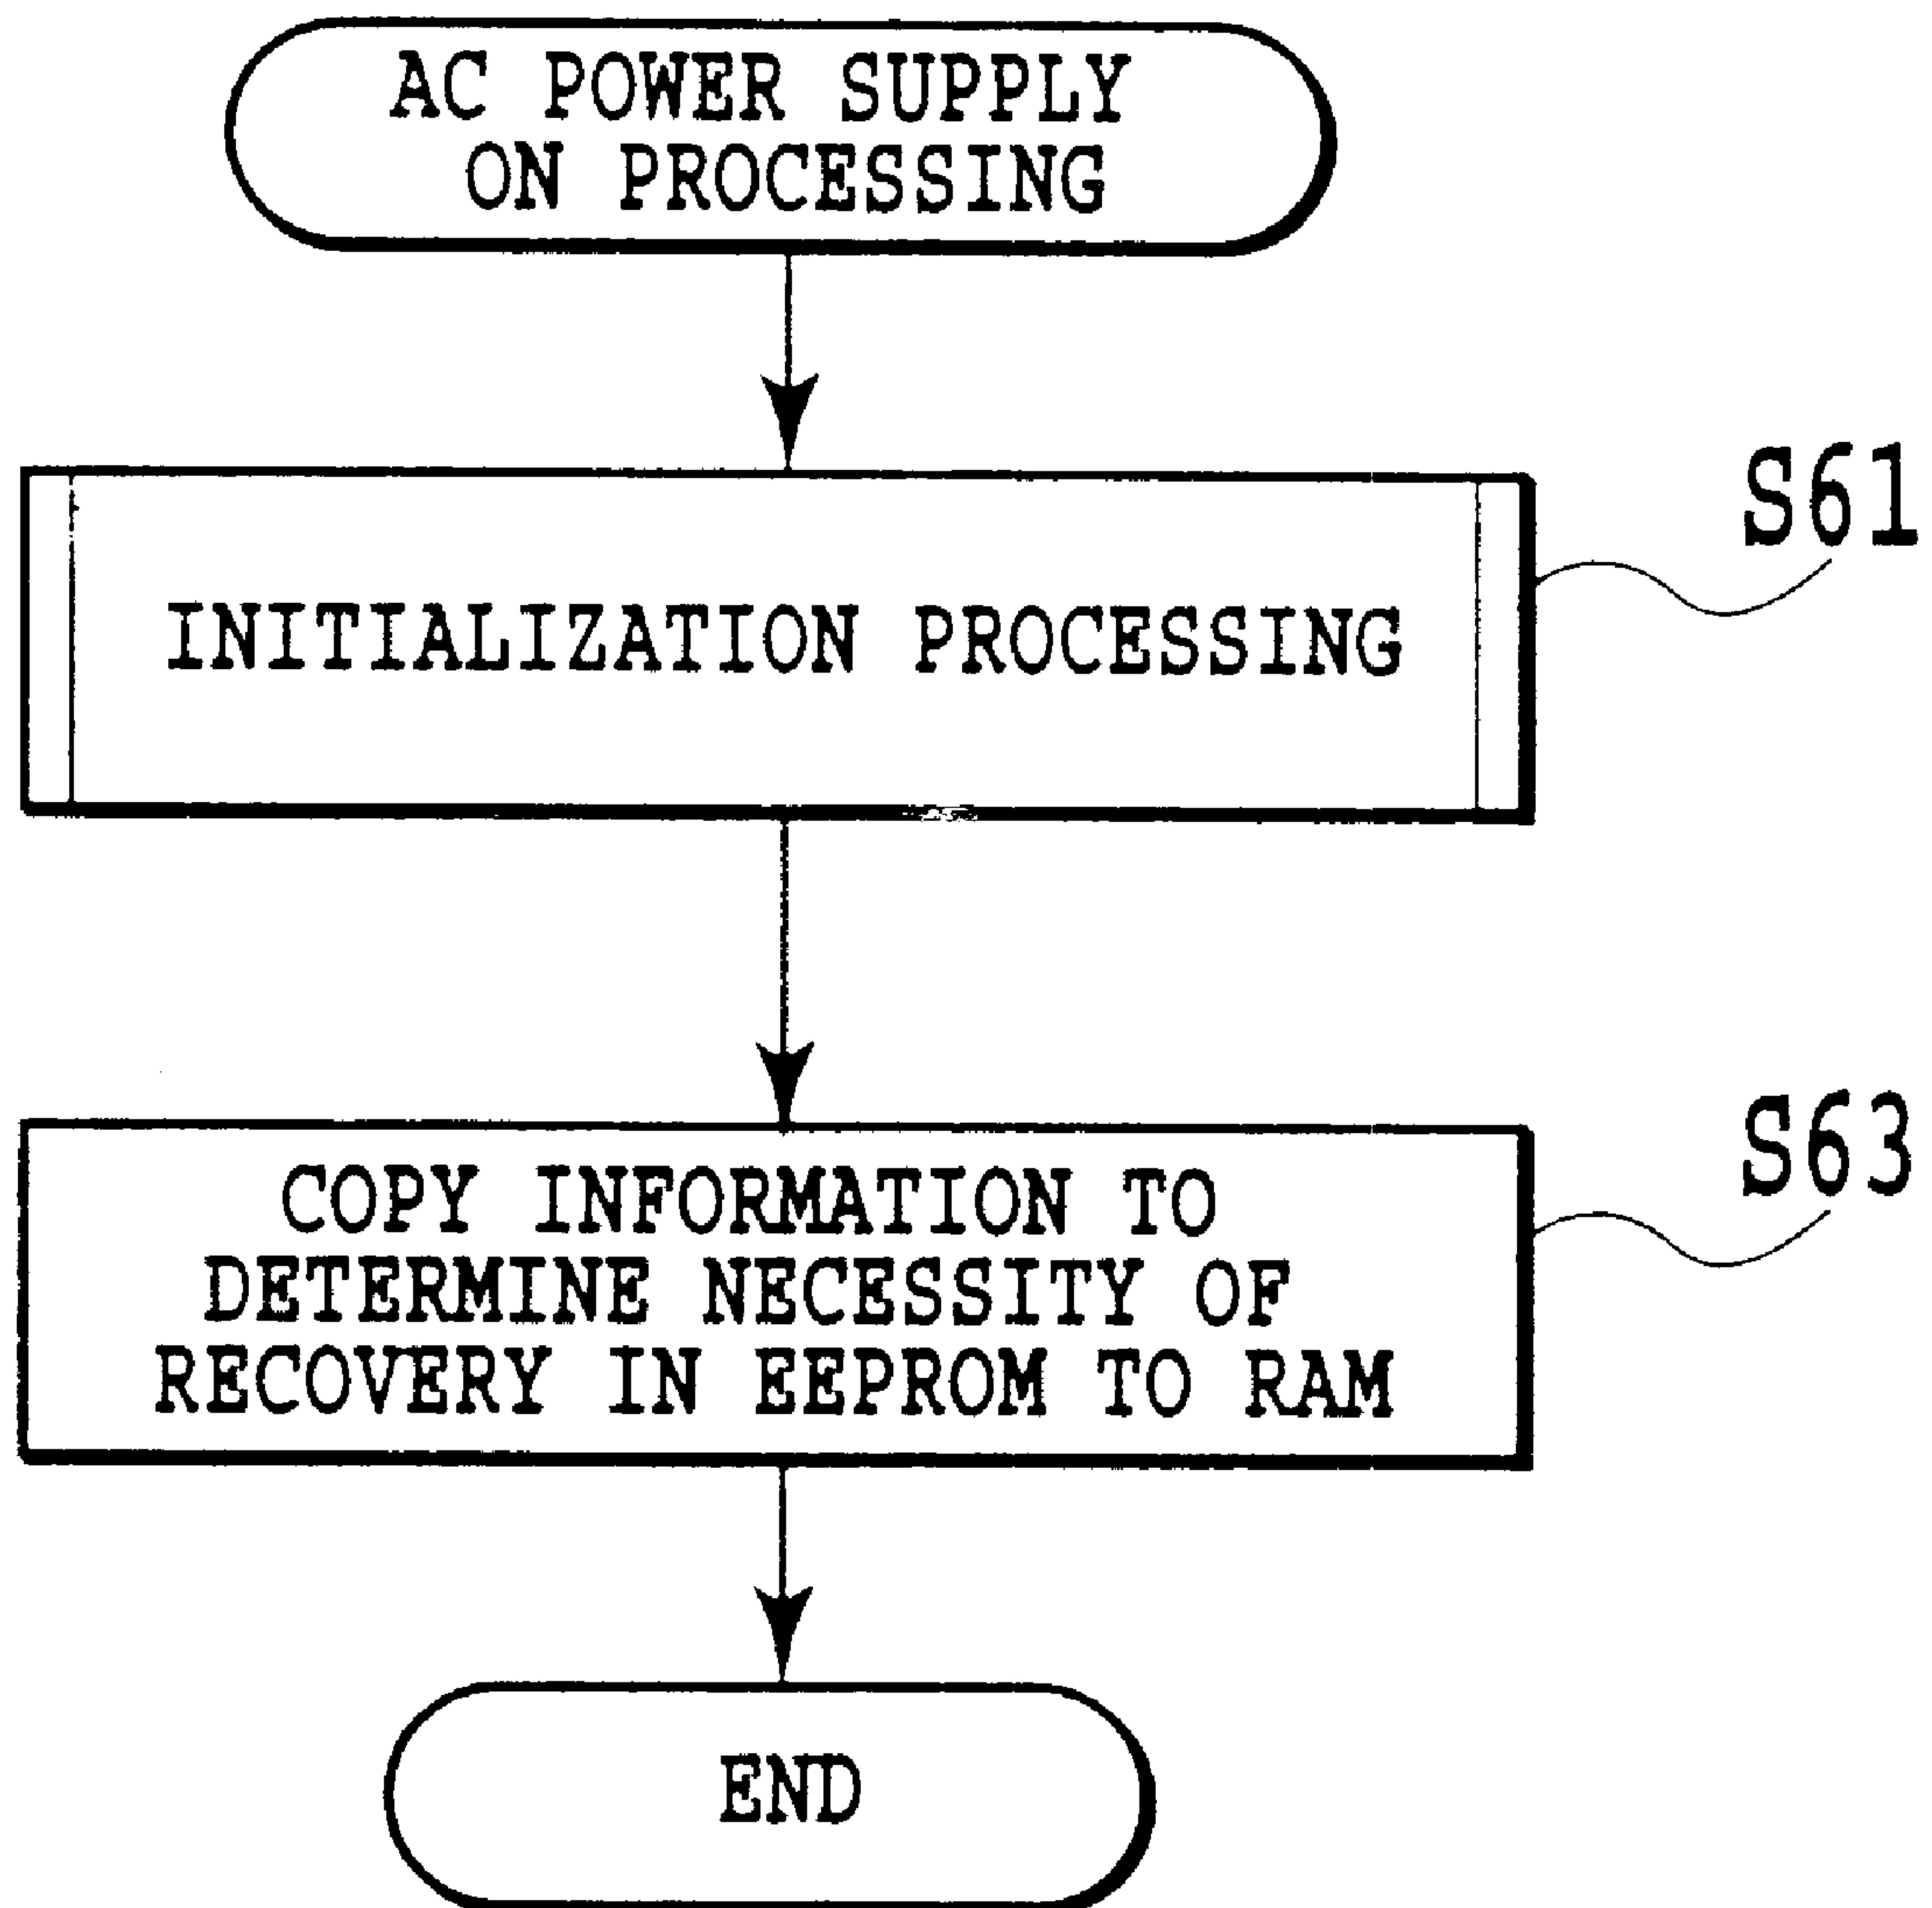 AC POWER SUPPLY
ON PROCESSING
S61
INITIALIZATION PROCESSING
S63
COPY INFORMATION TO
DETERMINE NECESSITY OF
RECOVERY IN EEPROM TO RAM
END